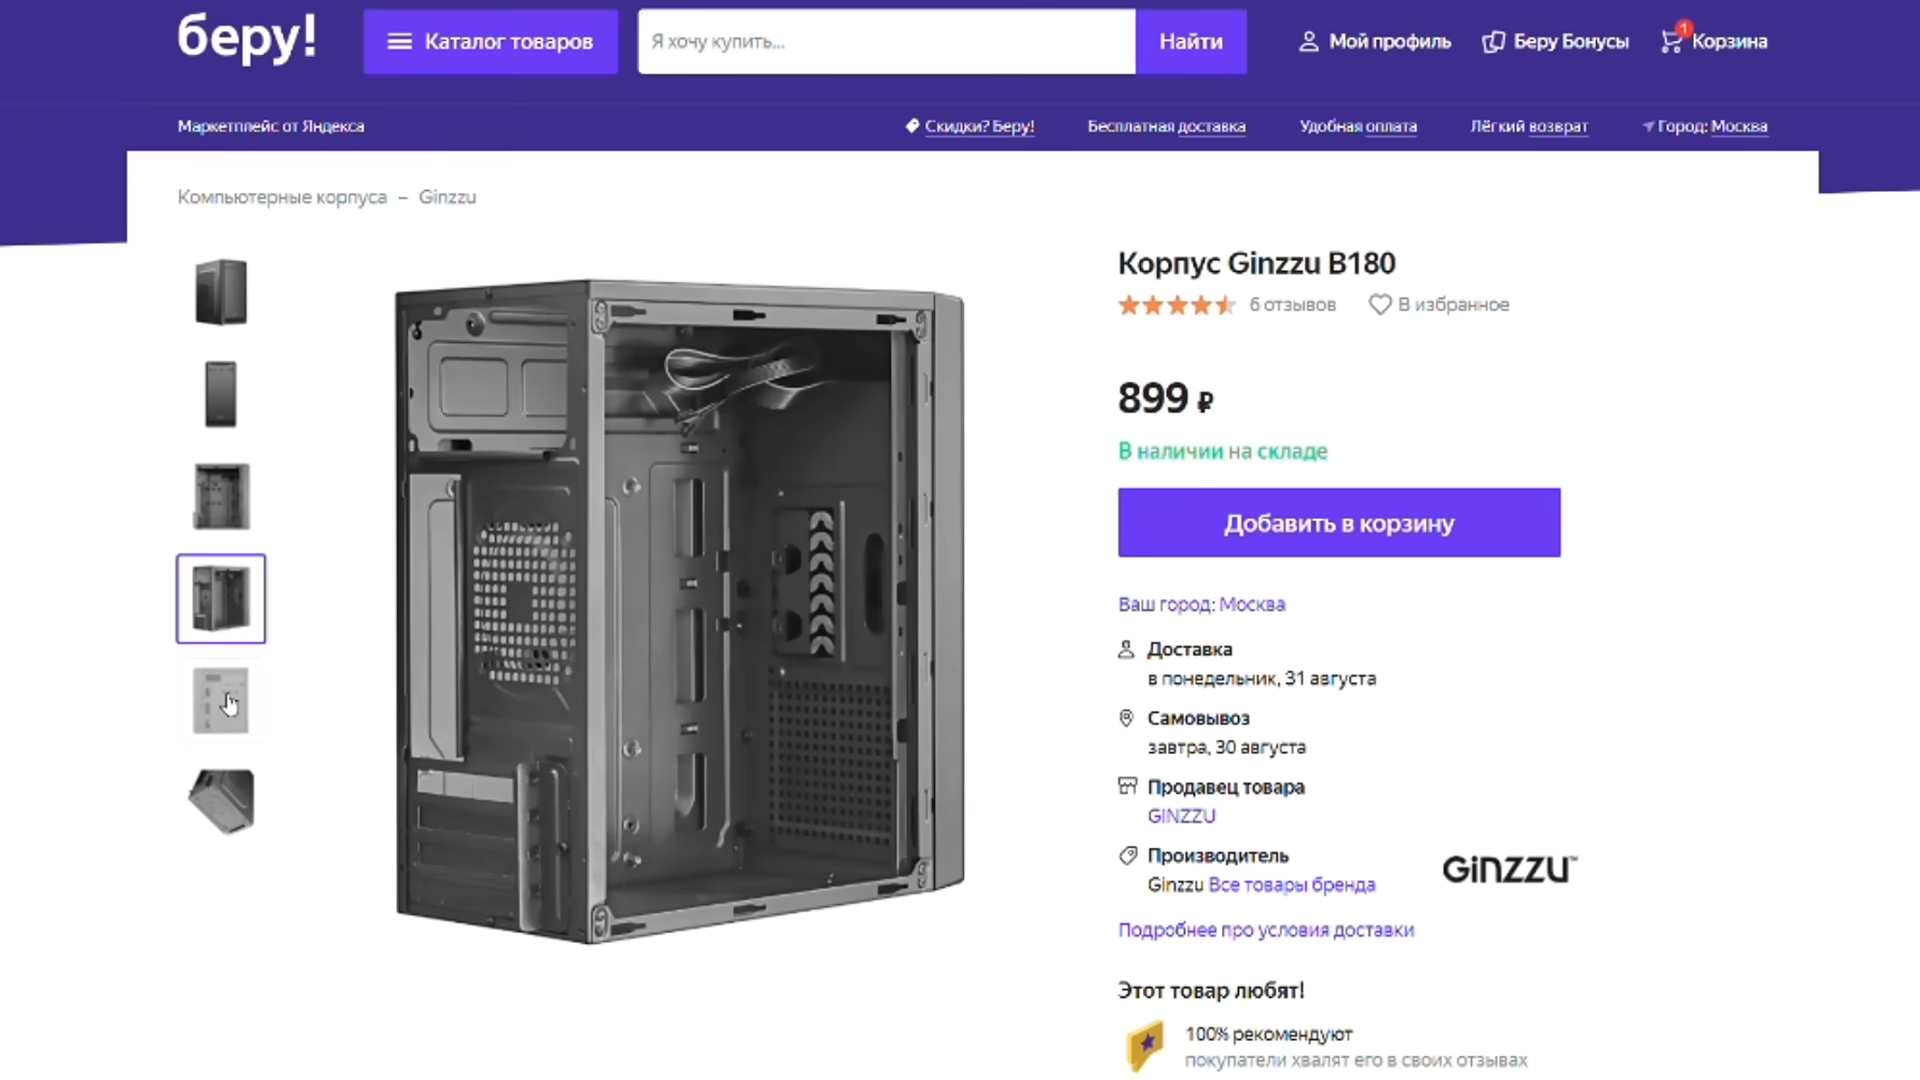 беру!
Каталог товаров
Я хочу купить...
Найти
Мой профиль
Беру Бонусы
1
Корзина
Маркетплейс от Яндекса
Скидки? Беру!
Бесплатная доставка
Удобная оплата
Лёгкий возврат
Город: Москва
Компьютерные корпуса – Ginzzu
Корпус Ginzzu B180
6 отзывов
В избранное
899 ₽
В наличии на складе
Добавить в корзину
Ваш город: Москва
Доставка
в понедельник, 31 августа
Самовывоз
завтра, 30 августа
Продавец товара
GINZZU
Производитель
Ginzzu Все товары бренда
GINZZU™
Подробнее про условия доставки
Этот товар любят!
100% рекомендуют
покупатели хвалят его в своих отзывах